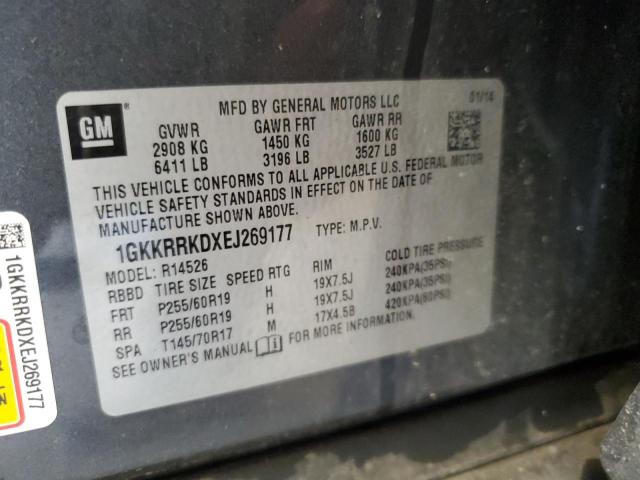 GM ®
MFD BY GENERAL MOTORS LLC 01/14
GVWR GAWR FRT GAWR RR
2908 KG 1450 KG 1600 KG
6411 LB 3196 LB 3527 LB
THIS VEHICLE CONFORMS TO ALL APPLICABLE U.S. FEDERAL MOTOR
VEHICLE SAFETY STANDARDS IN EFFECT ON THE DATE OF
MANUFACTURE SHOWN ABOVE.
1GKKRRKDXEJ269177 TYPE: M.P.V.
MODEL: R14526
RBBD TIRE SIZE SPEED RTG RIM COLD TIRE PRESSURE
FRT P255/60R19 H 19X7.5J 240KPA(35PSI)
RR P255/60R19 H 19X7.5J 240KPA(35PSI)
SPA T145/70R17 M 17X4.5B 420KPA(60PSI)
SEE OWNER'S MANUAL FOR MORE INFORMATION
1GKKRRKDXEJ269177